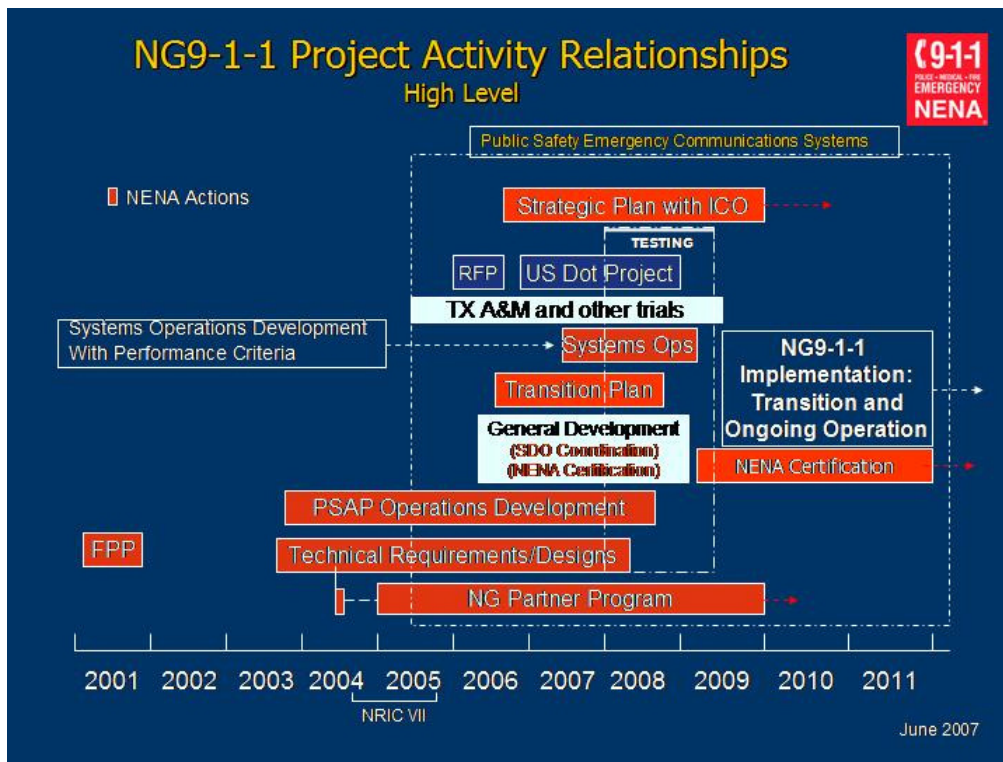 NG9-1-1 Project Activity Relationships
High Level
9-1-1
POLICE • MEDICAL • FIRE
EMERGENCY
NENA
Public Safety Emergency Communications Systems
NENA Actions
Strategic Plan with ICO
TESTING
RFP
US Dot Project
TX A&M and other trials
Systems Operations Development
With Performance Criteria
Systems Ops
NG9-1-1
Implementation:
Transition and
Ongoing Operation
Transition Plan
General Development
(SDO Coordination)
(NENA Certification)
NENA Certification
PSAP Operations Development
FPP
Technical Requirements/Designs
NG Partner Program
2001 2002 2003 2004 2005 2006 2007 2008 2009 2010 2011
NRIC VII
June 2007